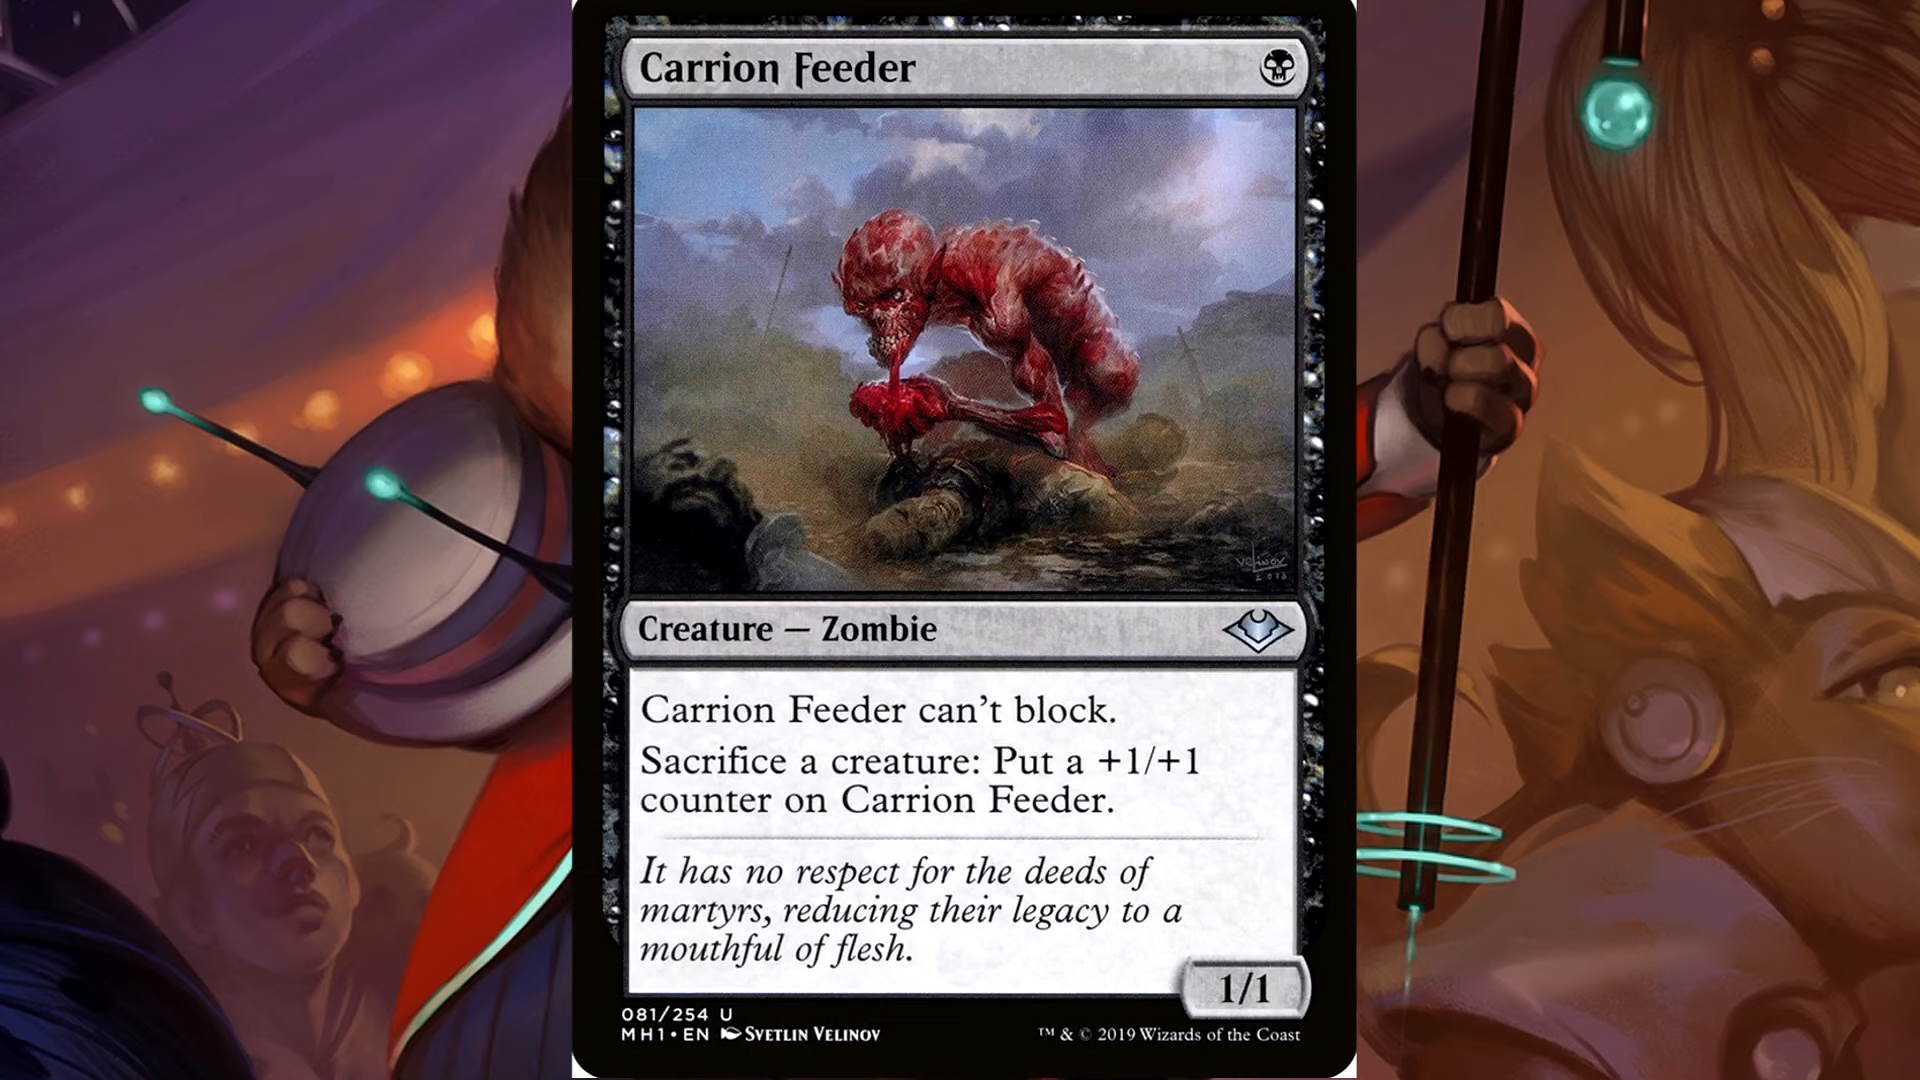 Carrion Feeder
VELINOV
Creature — Zombie
Carrion Feeder can't block.
Sacrifice a creature: Put a +1/+1
counter on Carrion Feeder.
It has no respect for the deeds of
martyrs, reducing their legacy to a
mouthful of flesh.
1/1
081/254 U
MH1 • EN SVETLIN VELINOV
™ & © 2019 Wizards of the Coast